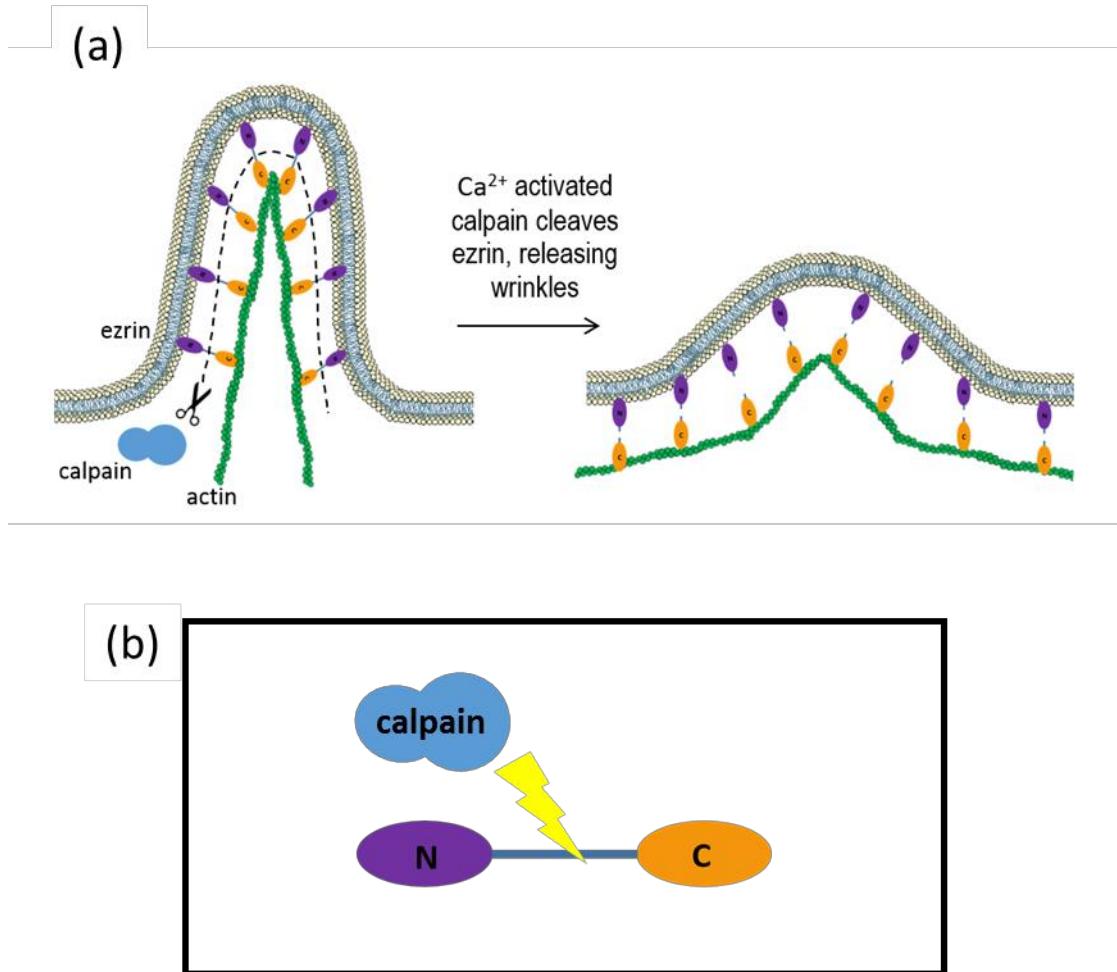 (a)
N N
C C
N N
C C
N N
C C
ezrin
N N
C C
calpain
actin
Ca²⁺ activated
calpain cleaves
ezrin, releasing
wrinkles
N N
N N
C C
N N
C C
N N
C C
C C
(b)
calpain
N C